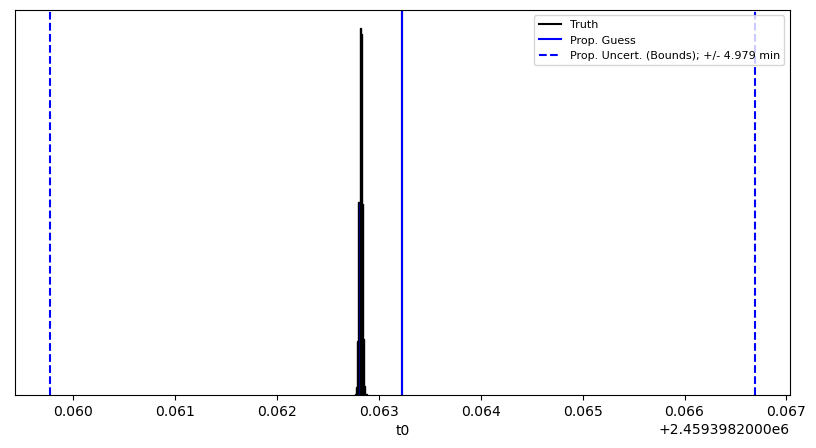 Truth
Prop. Guess
Prop. Uncert. (Bounds); +/- 4.979 min
0.060 0.061 0.062 0.063 0.064 0.065 0.066 0.067
t0
+2.4593982000e6